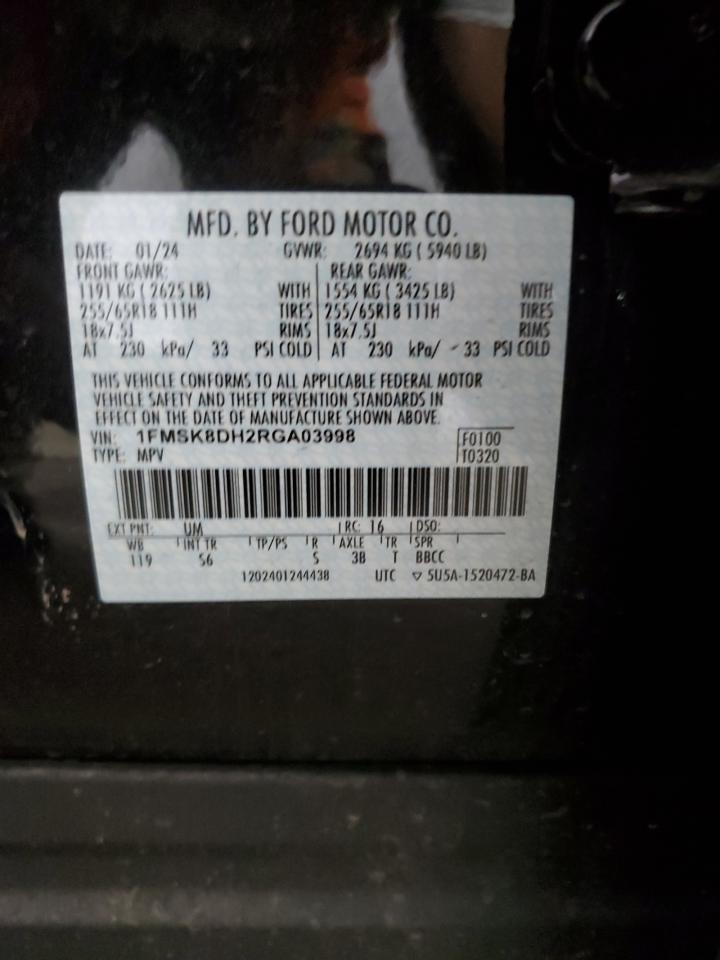 MFD. BY FORD MOTOR CO.
DATE: 01/24 GVWR: 2694 KG ( 5940 LB)
FRONT GAWR: REAR GAWR:
1191 KG ( 2625 LB) WITH 1554 KG ( 3425 LB) WITH
255/65R18 111H TIRES 255/65R18 111H TIRES
18x7.5J RIMS 18x7.5J RIMS
AT 230 kPa/ 33 PSI COLD AT 230 kPa/ - 33 PSI COLD
THIS VEHICLE CONFORMS TO ALL APPLICABLE FEDERAL MOTOR
VEHICLE SAFETY AND THEFT PREVENTION STANDARDS IN
EFFECT ON THE DATE OF MANUFACTURE SHOWN ABOVE.
VIN: 1FMSK8DH2RGA03998 F0100
TYPE: MPV T0320
EXT PNT: UM RC: 16 DSO:
WB INT TR TP/PS R AXLE TR SPR
119 S6 5 3B T BBCC
1202401244438 UTC ▽ 5U5A-1520472-BA